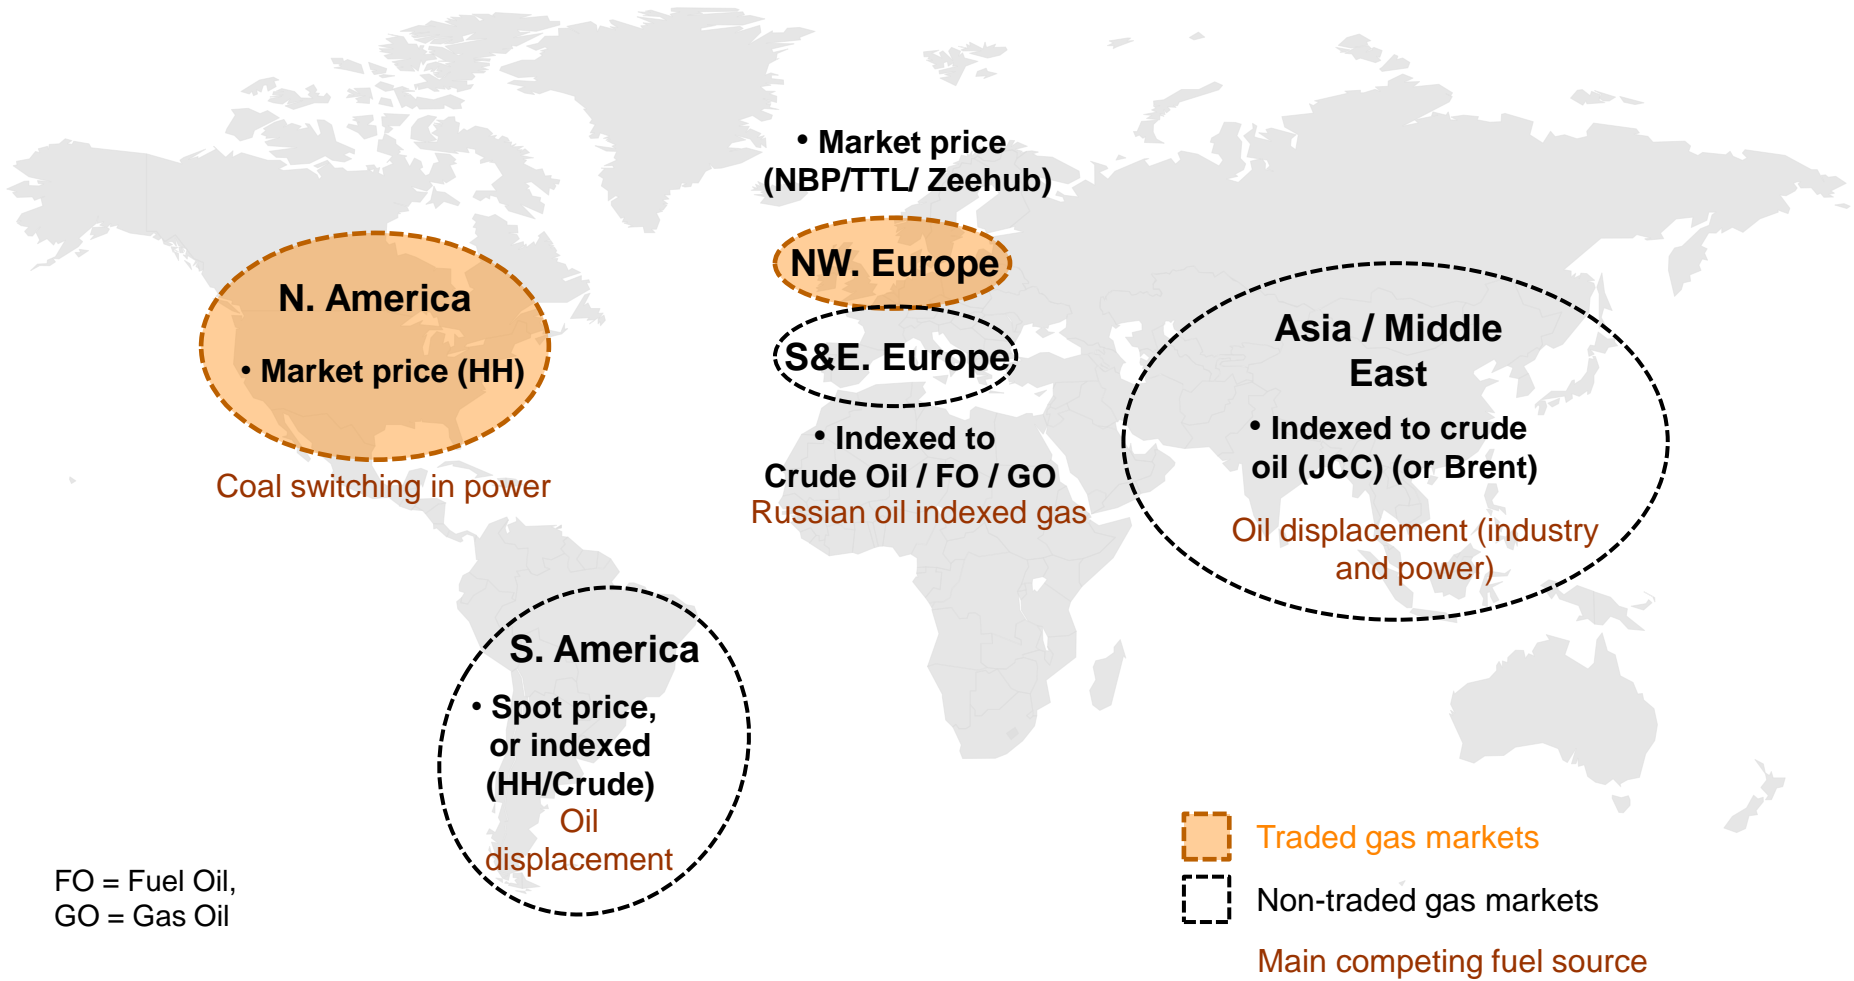 • Market price
(NBP/TTL/ Zeehub)
NW. Europe
N. America
• Market price (HH)
Coal switching in power
S&E. Europe
• Indexed to
Crude Oil / FO / GO
Russian oil indexed gas
Asia / Middle
East
• Indexed to crude
oil (JCC) (or Brent)
Oil displacement (industry
and power)
S. America
• Spot price,
or indexed
(HH/Crude)
Oil
displacement
FO = Fuel Oil,
GO = Gas Oil
Traded gas markets
Non-traded gas markets
Main competing fuel source